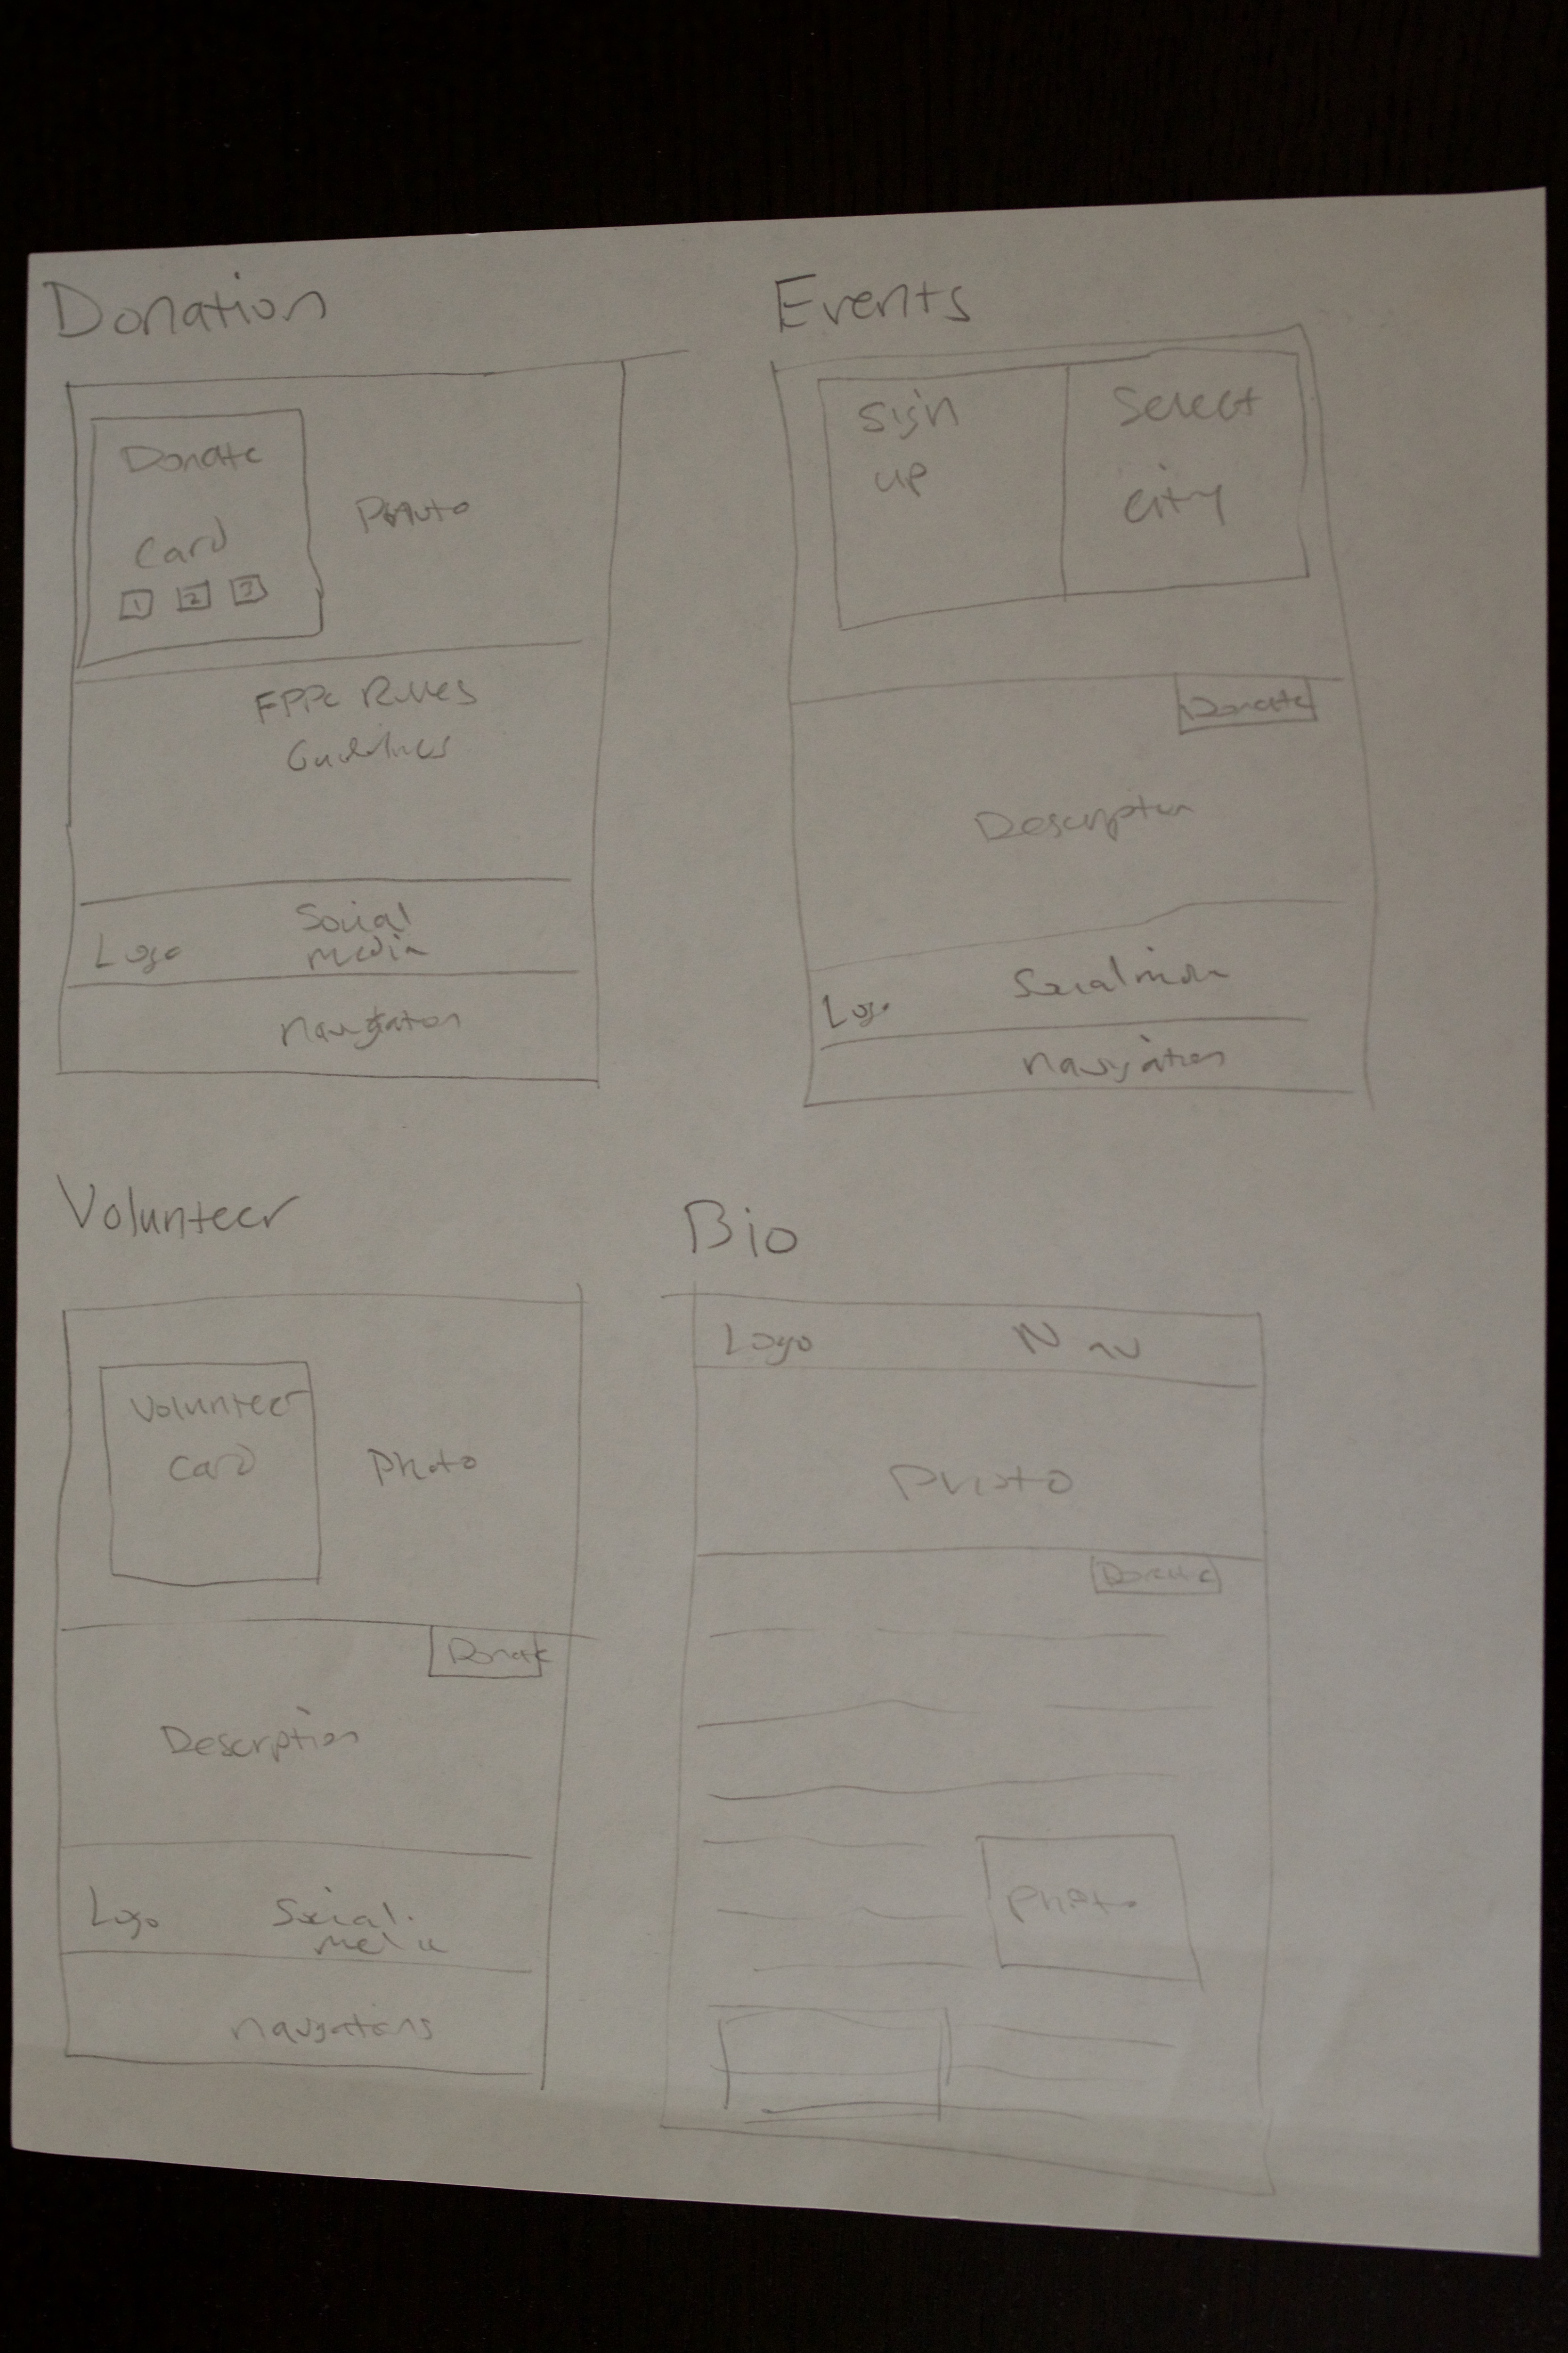 Donation
Donate
Card
1 2 3
Photo
FPPC Rules
Guidelines
Social
Media
Logo
Navigation
Events
Sign
up
Select
City
Donate
Description
Social media
Logo
Navigation
Volunteer
Volunteer
Card
Photo
Donate
Description
Logo
Social
Media
Navigations
Bio
Logo
Photo
Donate
Photo